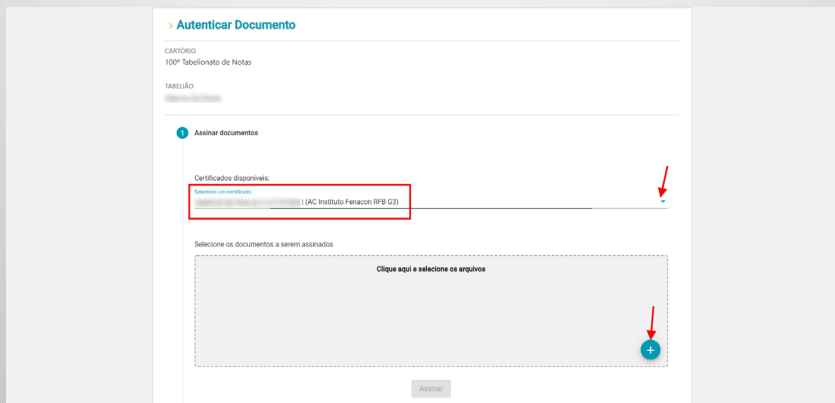 > Autenticar Documento
CARTÓRIO
100º Tabelionato de Notas
TABELIÃO
1 Assinar documentos
Certificados disponíveis:
Selecione um certificado
| (AC Instituto Fenacon RFB G3)
Selecione os documentos a serem assinados
Clique aqui e selecione os arquivos
+
Assinar